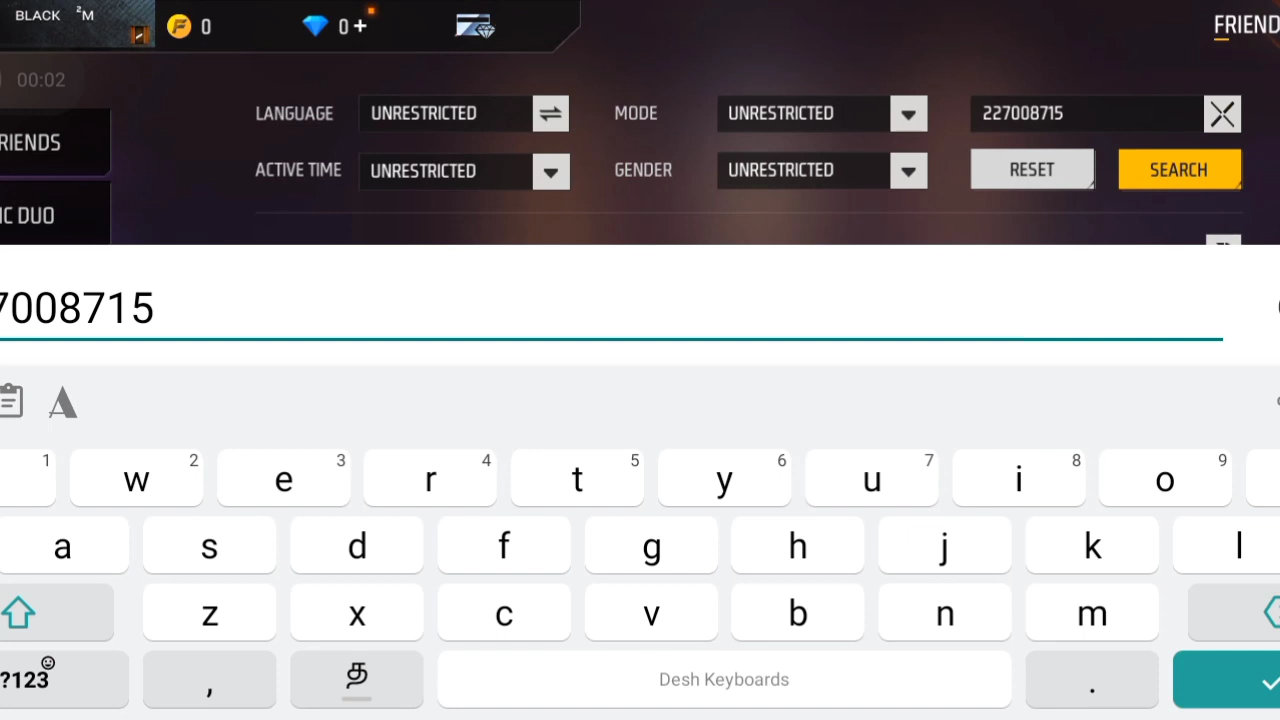 BLACK ²M
0
0 +
FRIEND
00:02
LANGUAGE UNRESTRICTED
MODE UNRESTRICTED
227008715
RIENDS
ACTIVE TIME UNRESTRICTED
GENDER UNRESTRICTED
RESET
SEARCH
IC DUO
7008715
1 w 2 e 3 r 4 t 5 y 6 u 7 i 8 o 9
a s d f g h j k l
z x c v b n m
?123 , த Desh Keyboards .